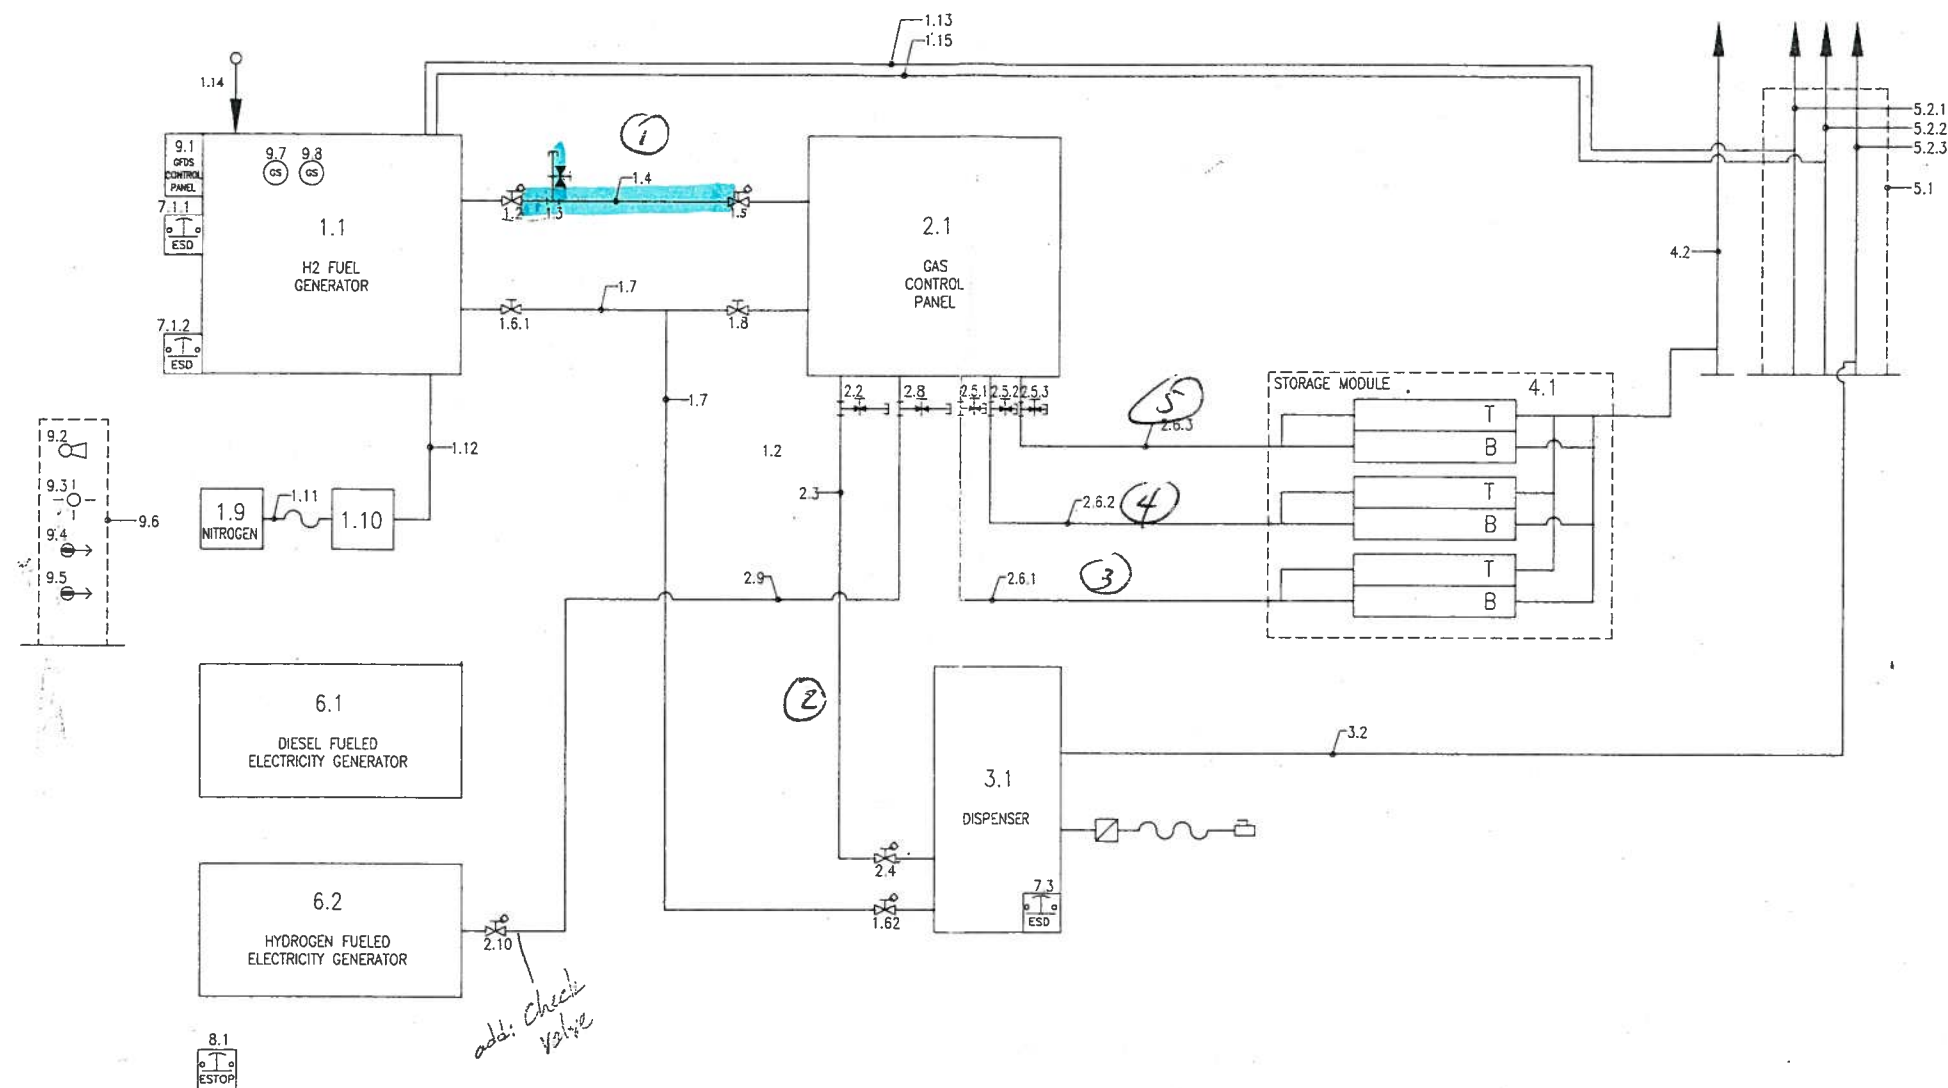 1.13
1.15
1.14
9.1
GFDS
CONTROL
PANEL
9.7 9.8
GS GS
7.1.1
ESD
1.1
H2 FUEL
GENERATOR
7.1.2
ESD
1
1.2 1.3
1.4
1.5
2.1
GAS
CONTROL
PANEL
5.2.1
5.2.2
5.2.3
5.1
4.2
1.7
1.6.1
1.8
2.2 2.8 2.5.1 2.5.2 2.5.3
1.7
5
2.6.3
STORAGE MODULE 4.1
T
B
T
B
T
B
9.2
9.3
9.4
9.5
9.6
1.12
1.2
1.9
NITROGEN
1.11
1.10
2.3
2.6.2
4
2.9
2.6.1
3
6.1
DIESEL FUELED
ELECTRICITY GENERATOR
2
3.1
DISPENSER
3.2
2.4
1.62
7.3
ESD
6.2
HYDROGEN FUELED
ELECTRICITY GENERATOR
2.10
add: check
valve
8.1
ESTOP